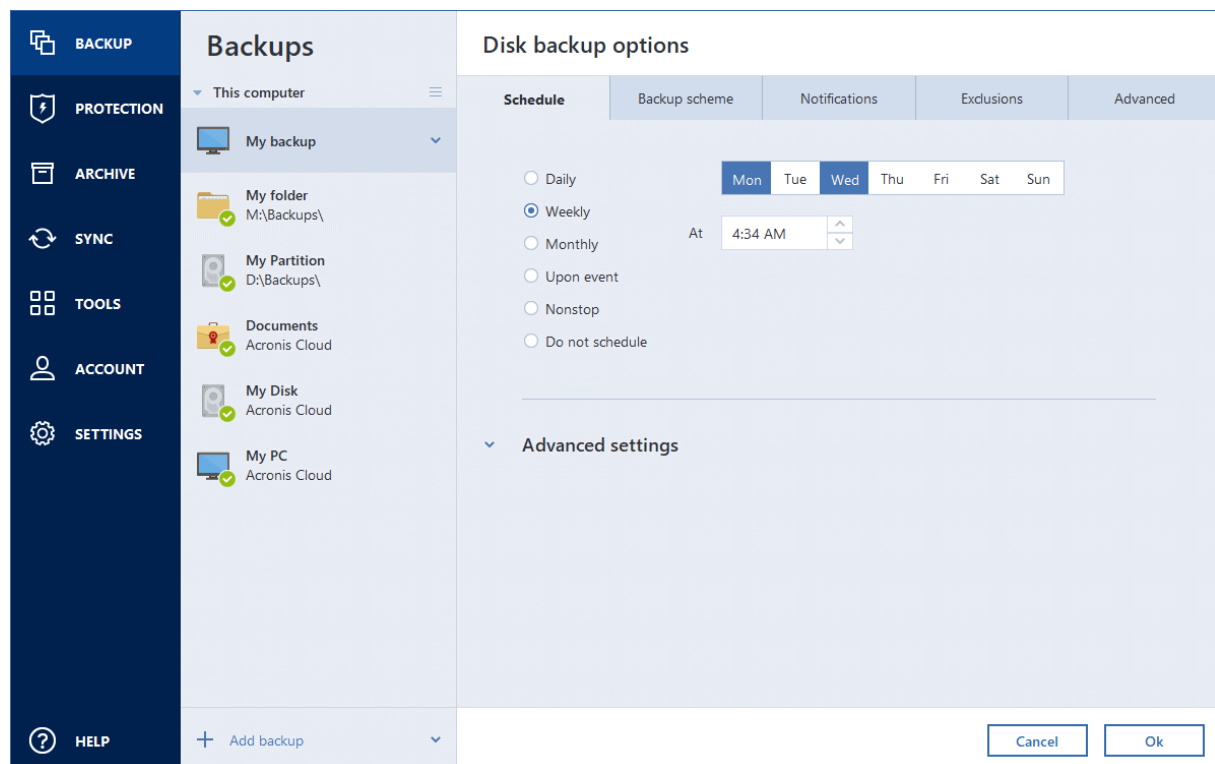 BACKUP
PROTECTION
ARCHIVE
SYNC
TOOLS
ACCOUNT
SETTINGS
HELP
Backups
This computer
My backup
My folder
M:\Backups\
My Partition
D:\Backups\
Documents
Acronis Cloud
My Disk
Acronis Cloud
My PC
Acronis Cloud
Add backup
Disk backup options
Schedule Backup scheme Notifications Exclusions Advanced
Daily
Weekly
Monthly
Upon event
Nonstop
Do not schedule
Mon Tue Wed Thu Fri Sat Sun
At 4:34 AM
Advanced settings
Cancel Ok